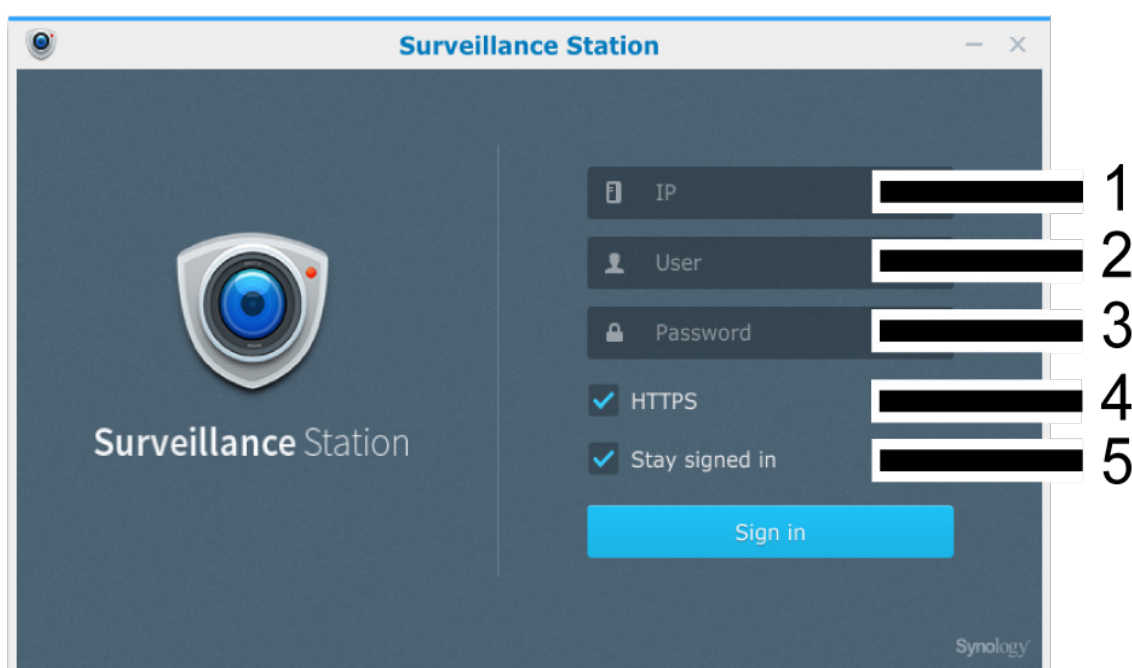 Surveillance Station
IP 1
User 2
Password 3
HTTPS 4
Surveillance Station
Stay signed in 5
Sign in
Synology